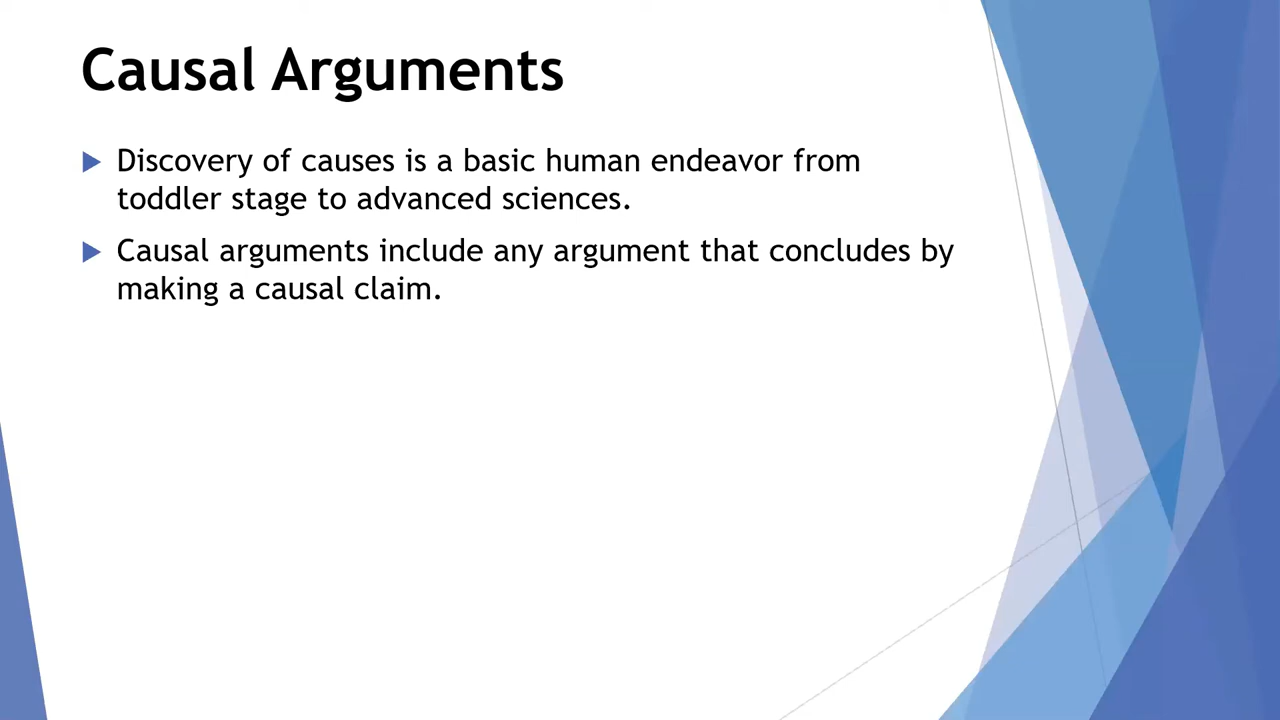 Causal Arguments
Discovery of causes is a basic human endeavor from
toddler stage to advanced sciences.
Causal arguments include any argument that concludes by
making a causal claim.